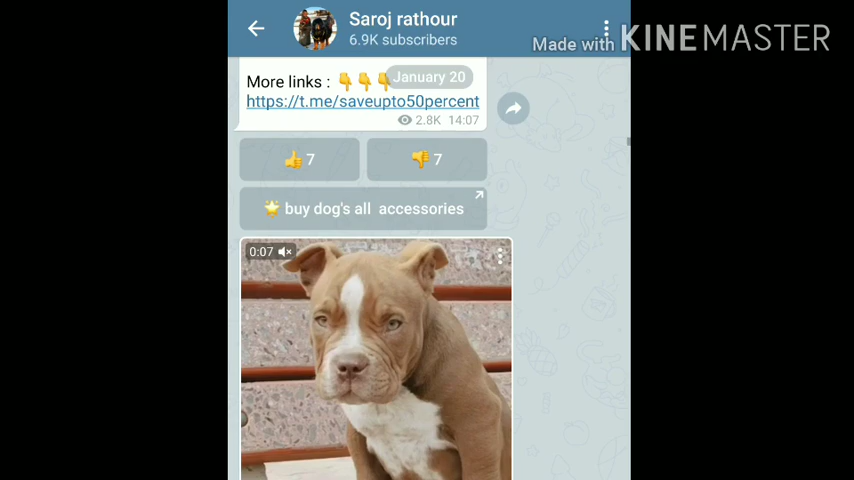 Saroj rathour
6.9K subscribers
Made with KINEMASTER
More links : 👇👇👇
January 20
https://t.me/saveupto50percent
2.8K 14:07
👍 7
👎 7
🌟 buy dog's all accessories
0:07